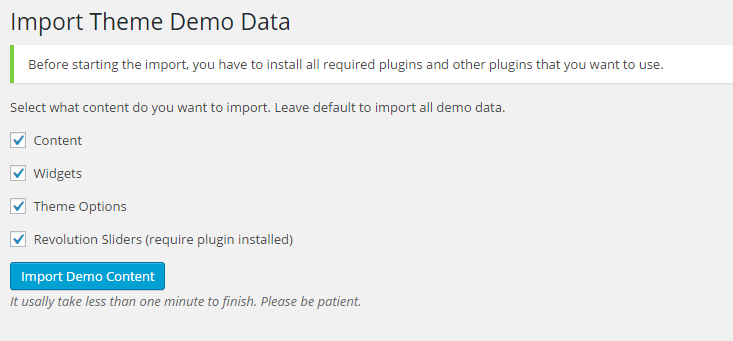 Import Theme Demo Data
Before starting the import, you have to install all required plugins and other plugins that you want to use.
Select what content do you want to import. Leave default to import all demo data.
Content
Widgets
Theme Options
Revolution Sliders (require plugin installed)
Import Demo Content
It usally take less than one minute to finish. Please be patient.